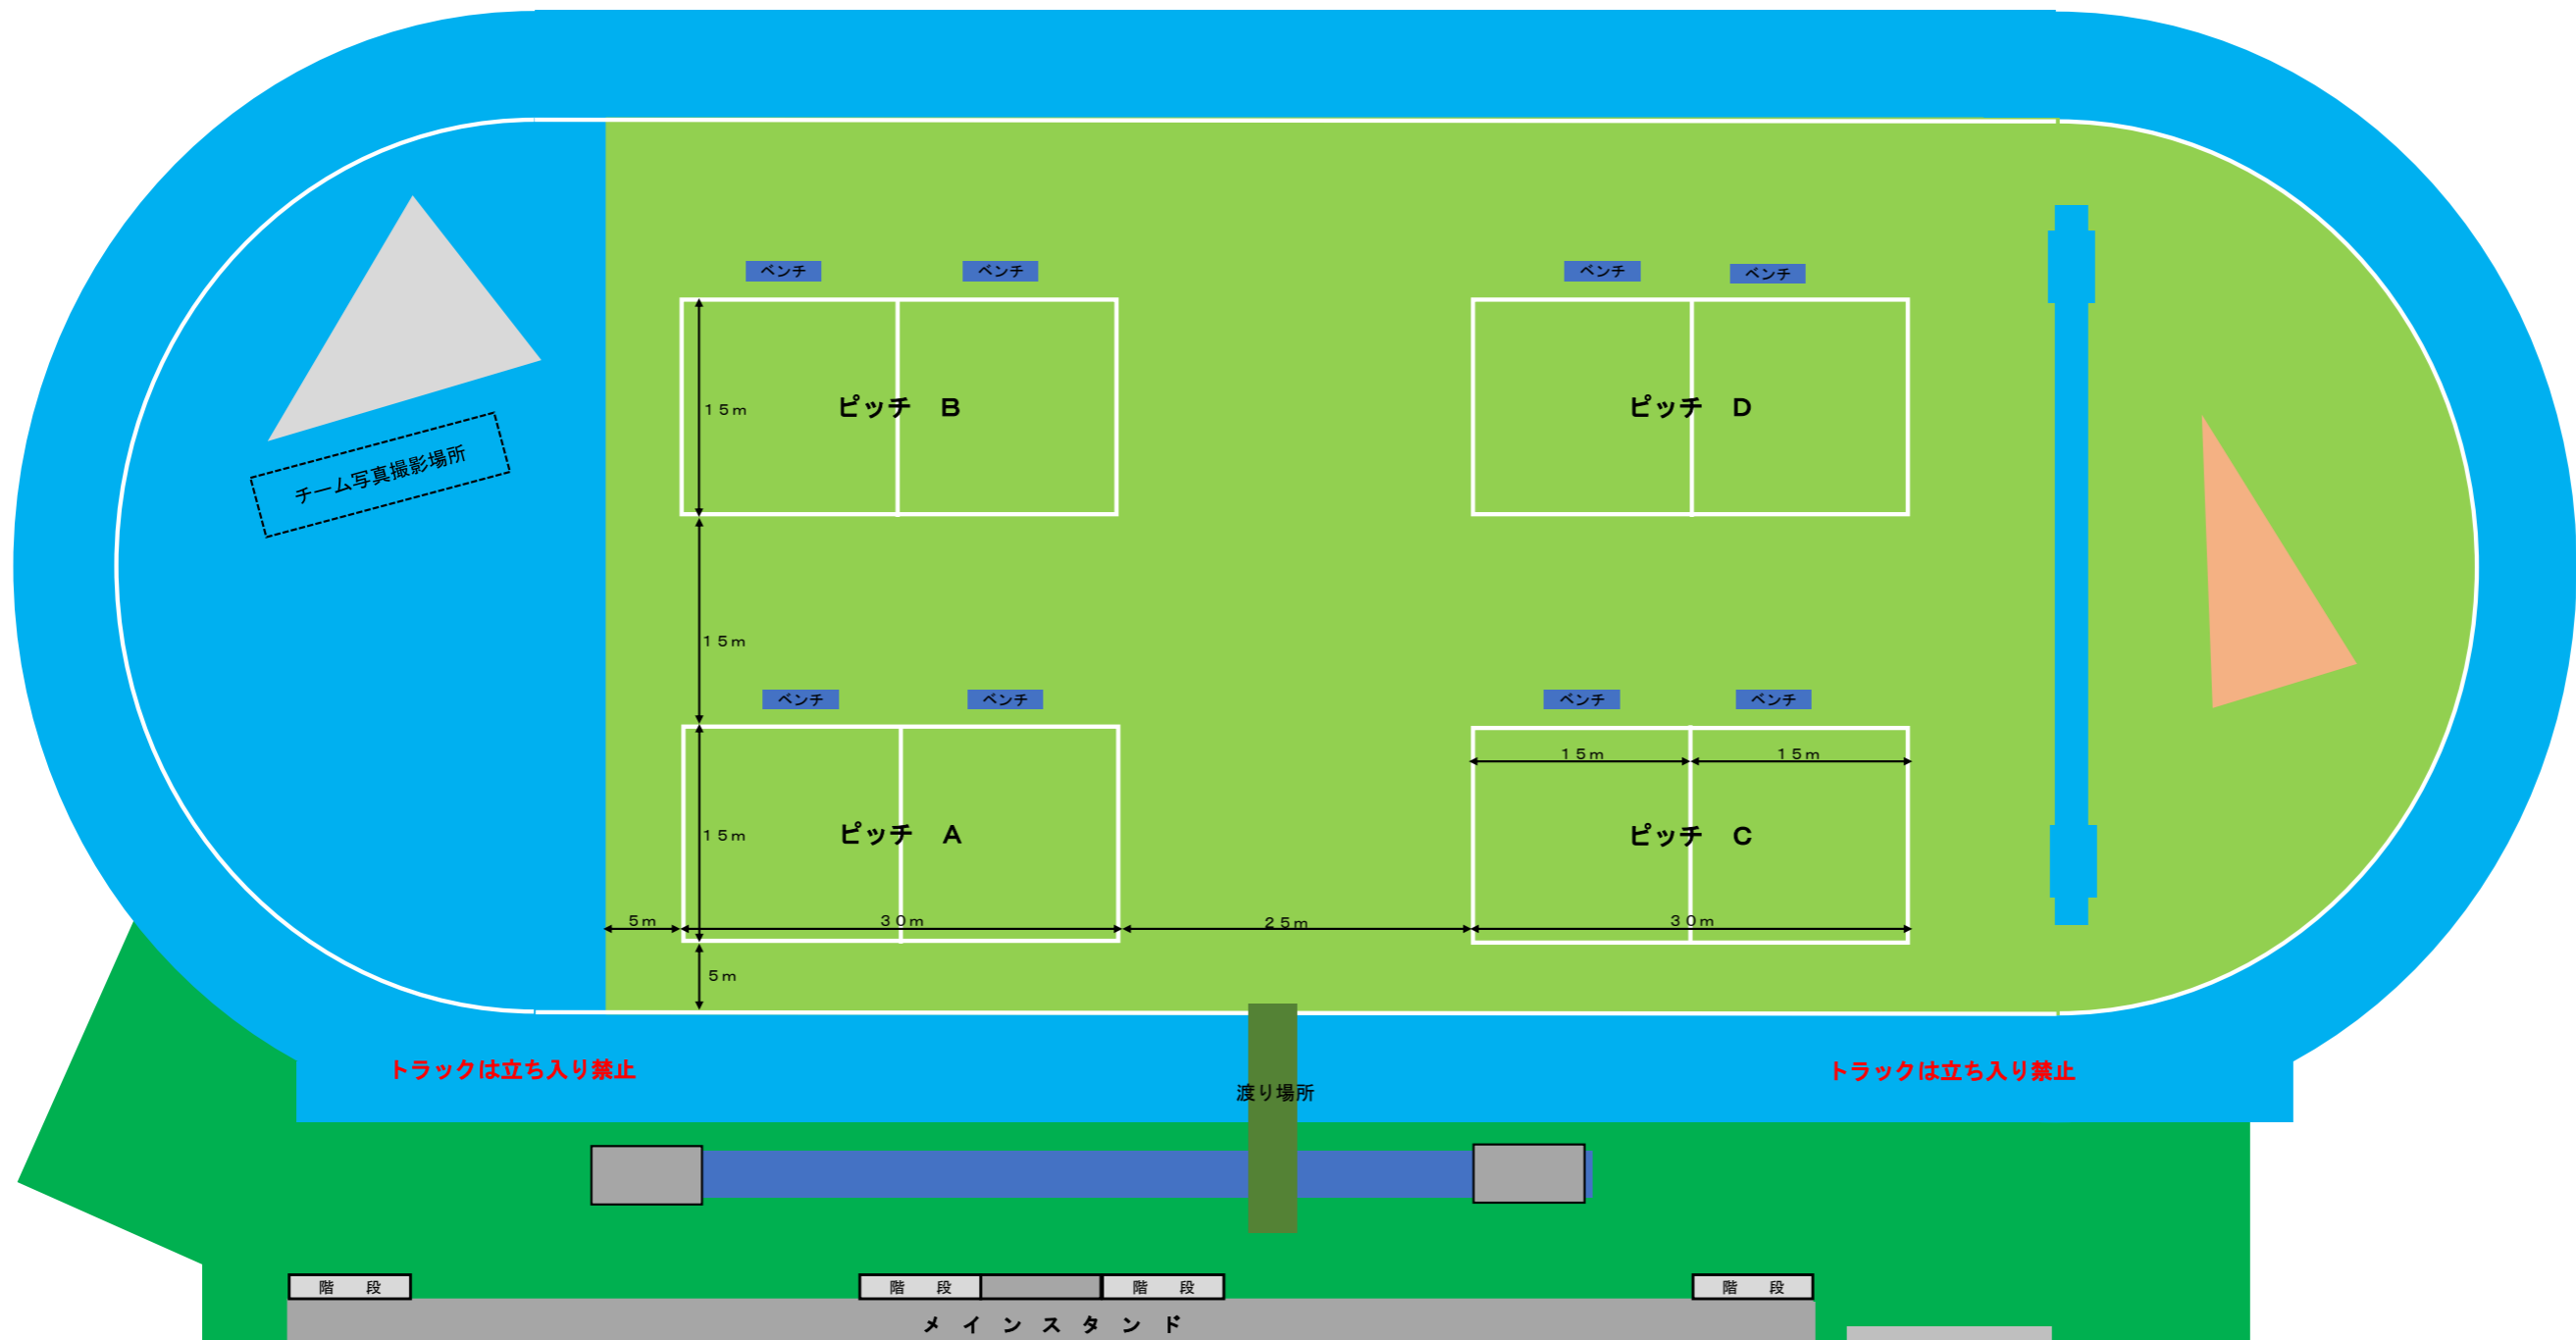 ベンチ
ベンチ
ベンチ
ベンチ
ピッチ　B
ピッチ　D
15m
チーム写真撮影場所
15m
ベンチ
ベンチ
ベンチ
ベンチ
15m
15m
ピッチ　A
ピッチ　C
15m
5m
30m
25m
30m
5m
トラックは立ち入り禁止
トラックは立ち入り禁止
渡り場所
階　段
階　段
階　段
階　段
メインスタンド